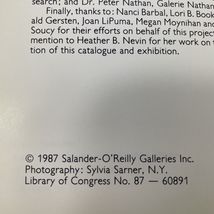 search; and Dr. Peter Nathan, Galerie Nathan
Finally, thanks to: Nanci Barbal, Lori B. Book
ald Gersten, Joan LiPuma, Megan Moynihan and
Soucy for their efforts on behalf of this project
mention to Heather B. Nevin for her work on th
tion of this catalogue and exhibition.
© 1987 Salander-O'Reilly Galleries Inc.
Photography: Sylvia Sarner, N.Y.
Library of Congress No. 87 — 60891